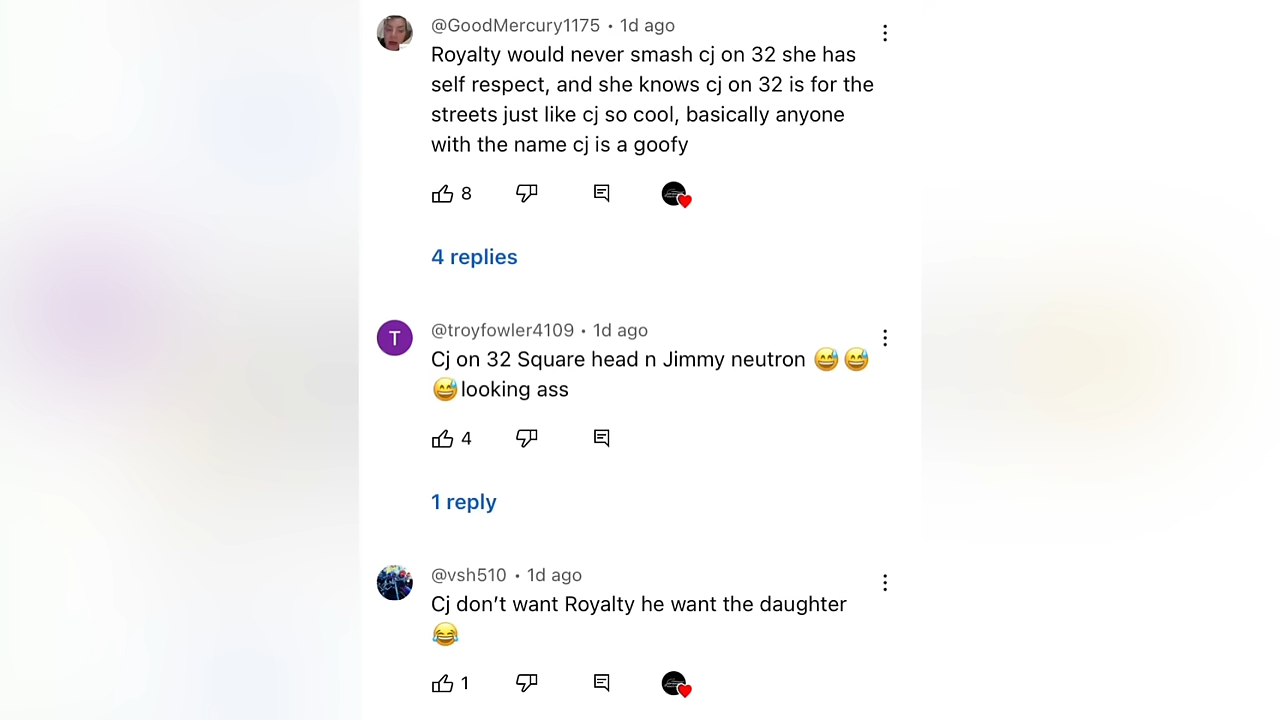 @GoodMercury1175 • 1d ago
Royalty would never smash cj on 32 she has
self respect, and she knows cj on 32 is for the
streets just like cj so cool, basically anyone
with the name cj is a goofy
8
4 replies
T
@troyfowler4109 • 1d ago
Cj on 32 Square head n Jimmy neutron 😅😅
😅looking ass
4
1 reply
@vsh510 • 1d ago
Cj don’t want Royalty he want the daughter
😂
1